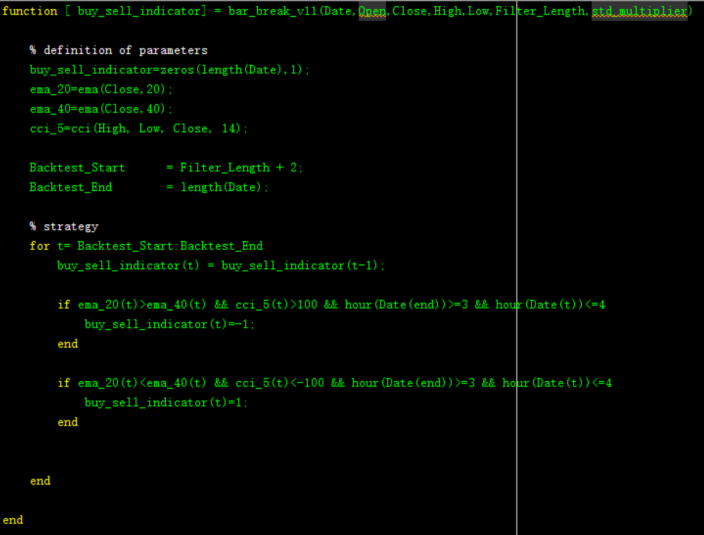 function [ buy_sell_indicator] = bar_break_v11(Date,Open,Close,High,Low,Filter_Length,std_multiplier)
% definition of parameters
buy_sell_indicator=zeros(length(Date),1);
ema_20=ema(Close,20);
ema_40=ema(Close,40);
cci_5=cci(High, Low, Close, 14);
Backtest_Start = Filter_Length + 2;
Backtest_End = length(Date);
% strategy
for t= Backtest_Start:Backtest_End
buy_sell_indicator(t) = buy_sell_indicator(t-1);
if ema_20(t)>ema_40(t) && cci_5(t)>100 && hour(Date(end))>=3 && hour(Date(t))<=4
buy_sell_indicator(t)=-1;
end
if ema_20(t)<ema_40(t) && cci_5(t)<-100 && hour(Date(end))>=3 && hour(Date(t))<=4
buy_sell_indicator(t)=1;
end
end
end